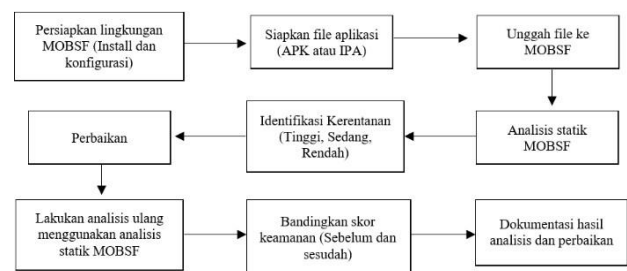 Persiapkan lingkungan
MOBSF (Install dan
konfigurasi)
Siapkan file aplikasi
(APK atau IPA)
Unggah file ke
MOBSF
Analisis statik
MOBSF
Identifikasi Kerentanan
(Tinggi, Sedang,
Rendah)
Perbaikan
Lakukan analisis ulang
menggunakan analisis
statik MOBSF
Bandingkan skor
keamanan (Sebelum dan
sesudah)
Dokumentasi hasil
analisis dan perbaikan